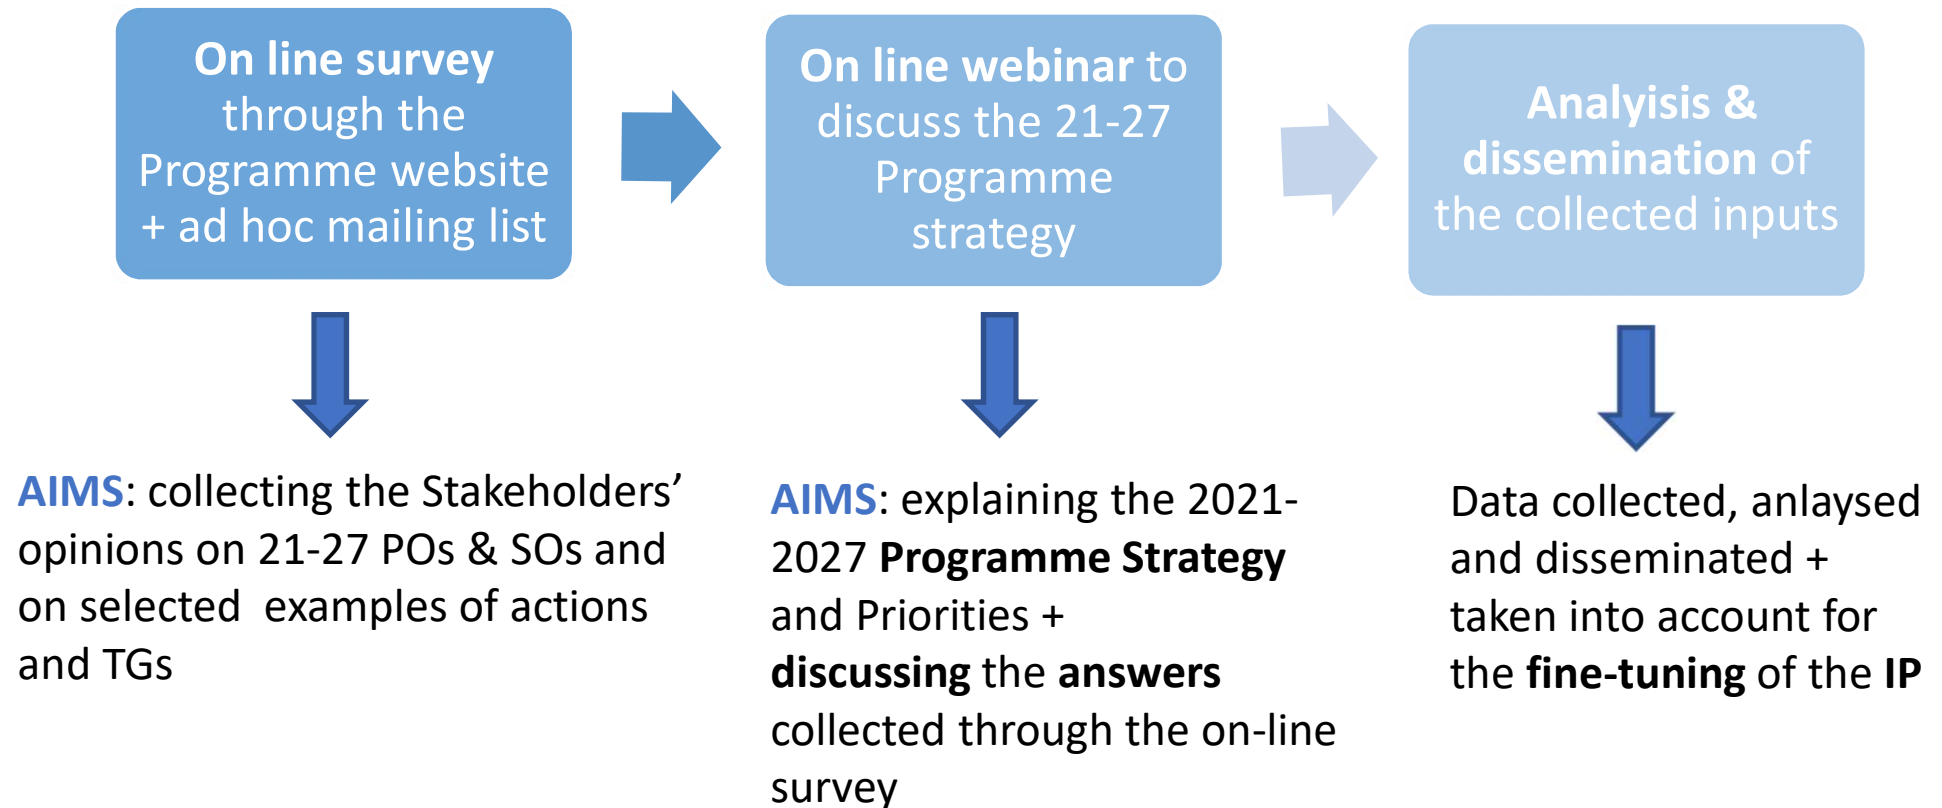 On line survey
through the
Programme website
+ ad hoc mailing list
On line webinar to
discuss the 21-27
Programme
strategy
Analyisis &
dissemination of
the collected inputs
AIMS: collecting the Stakeholders’
opinions on 21-27 POs & SOs and
on selected  examples of actions
and TGs
AIMS: explaining the 2021-
2027 Programme Strategy
and Priorities +
discussing the answers
collected through the on-line
survey
Data collected, anlaysed
and disseminated +
taken into account for
the fine-tuning of the IP